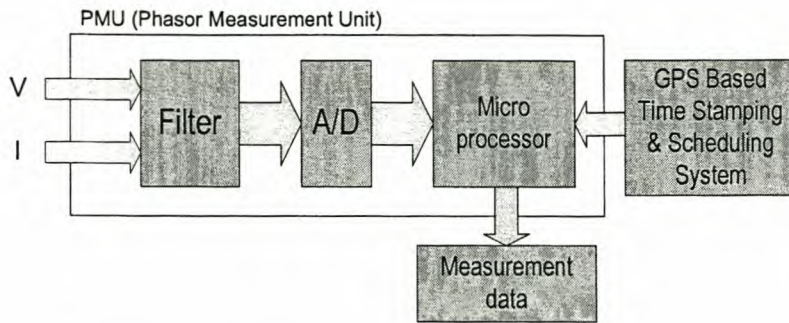 PMU (Phasor Measurement Unit)
V
I
Filter
A/D
Micro
processor
GPS Based
Time Stamping
& Scheduling
System
Measurement
data